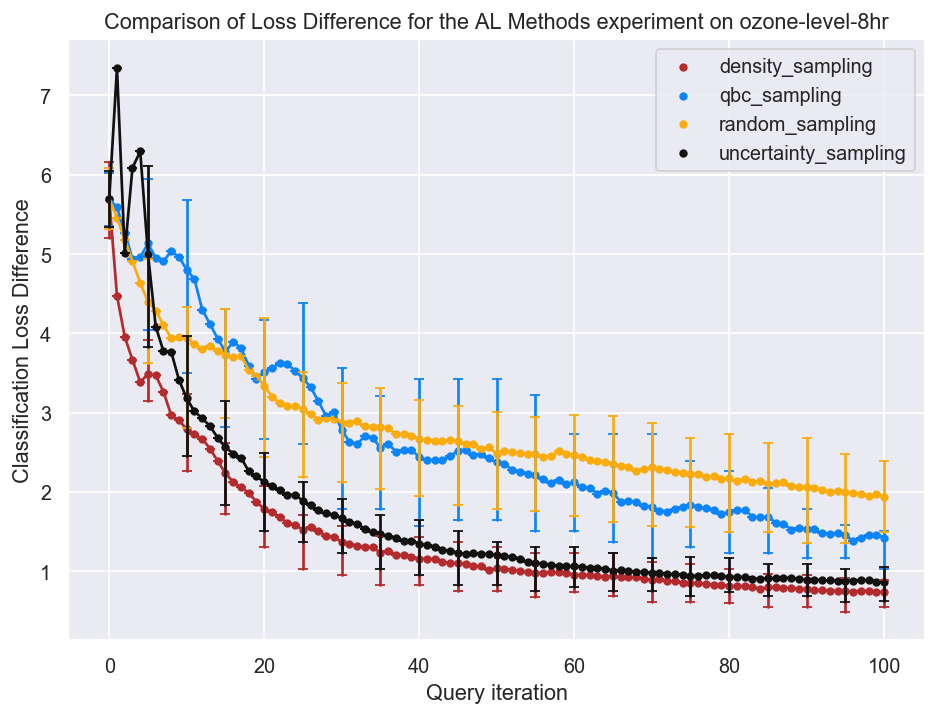 Comparison of Loss Difference for the AL Methods experiment on ozone-level-8hr
density_sampling
qbc_sampling
random_sampling
uncertainty_sampling
Classification Loss Difference
7
6
5
4
3
2
1
0 20 40 60 80 100
Query iteration